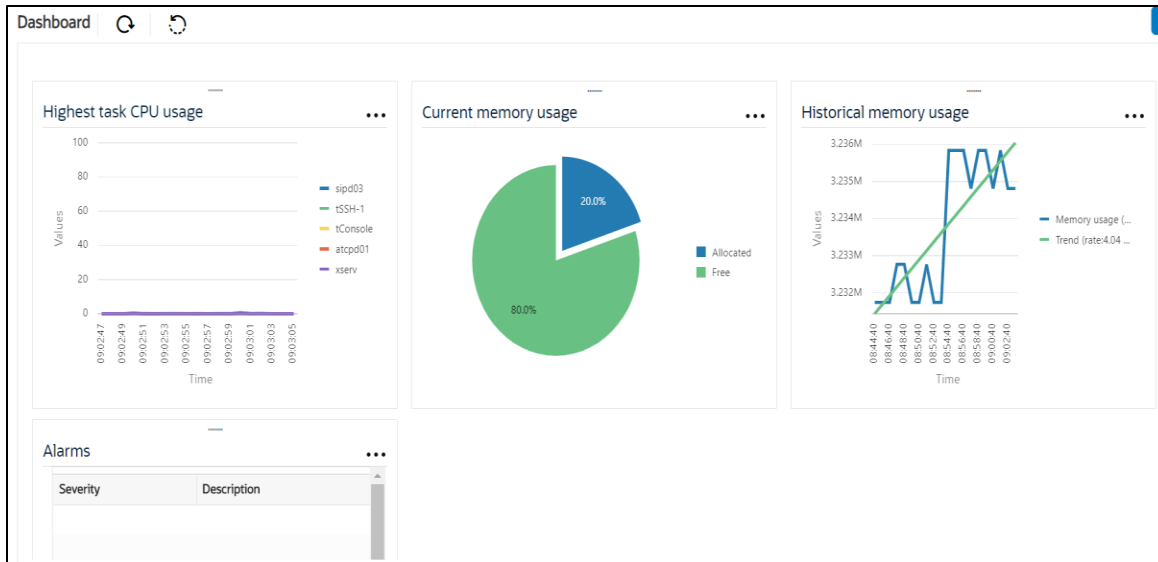 Dashboard
Highest task CPU usage
100
80
60
40
20
0
Values
09:02:47
09:02:49
09:02:51
09:02:53
09:02:55
09:02:57
09:02:59
09:03:01
09:03:03
09:03:05
Time
sipd03
tSSH-1
tConsole
atcpd01
xserv
Current memory usage
20.0%
80.0%
Allocated
Free
Historical memory usage
3.236M
3.235M
3.234M
3.233M
3.232M
Values
08:44:40
08:46:40
08:48:40
08:50:40
08:52:40
08:54:40
08:56:40
08:58:40
09:00:40
09:02:40
Time
Memory usage (...
Trend (rate:4.04 ...
Alarms
Severity Description